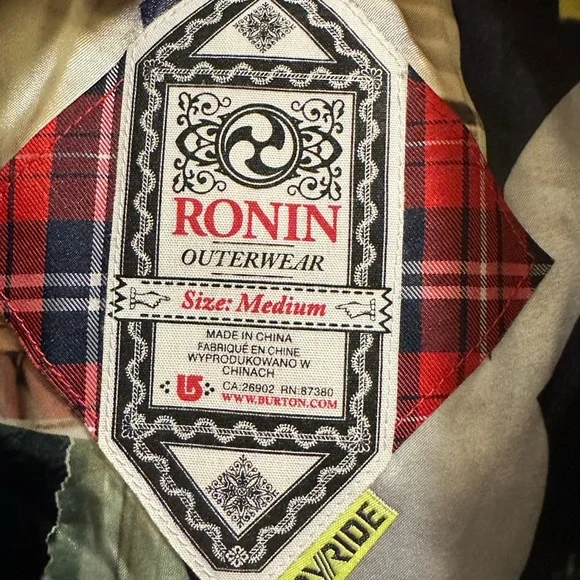 RONIN
OUTERWEAR
Size: Medium
MADE IN CHINA
FABRIQUÉ EN CHINE
WYPRODUKOWANO W
CHINACH
CA:26902 RN:87380
WWW.BURTON.COM